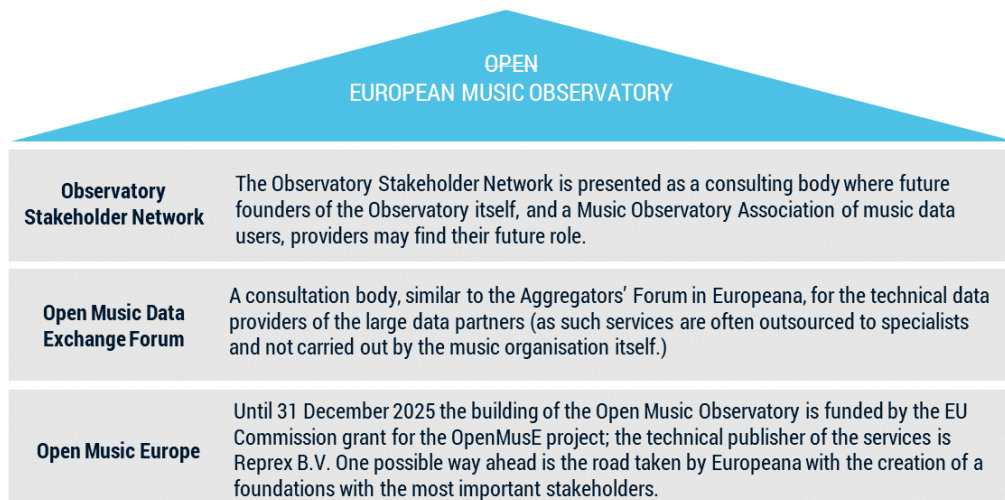 OPEN
EUROPEAN MUSIC OBSERVATORY
Observatory
Stakeholder Network
The Observatory Stakeholder Network is presented as a consulting body where future
founders of the Observatory itself, and a Music Observatory Association of music data
users, providers may find their future role.
Open Music Data
Exchange Forum
A consultation body, similar to the Aggregators’ Forum in Europeana, for the technical data
providers of the large data partners (as such services are often outsourced to specialists
and not carried out by the music organisation itself.)
Open Music Europe
Until 31 December 2025 the building of the Open Music Observatory is funded by the EU
Commission grant for the OpenMusE project; the technical publisher of the services is
Reprex B.V. One possible way ahead is the road taken by Europeana with the creation of a
foundations with the most important stakeholders.